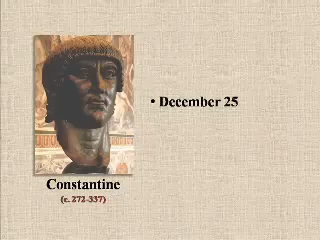 • December 25
Constantine
(c. 272-337)